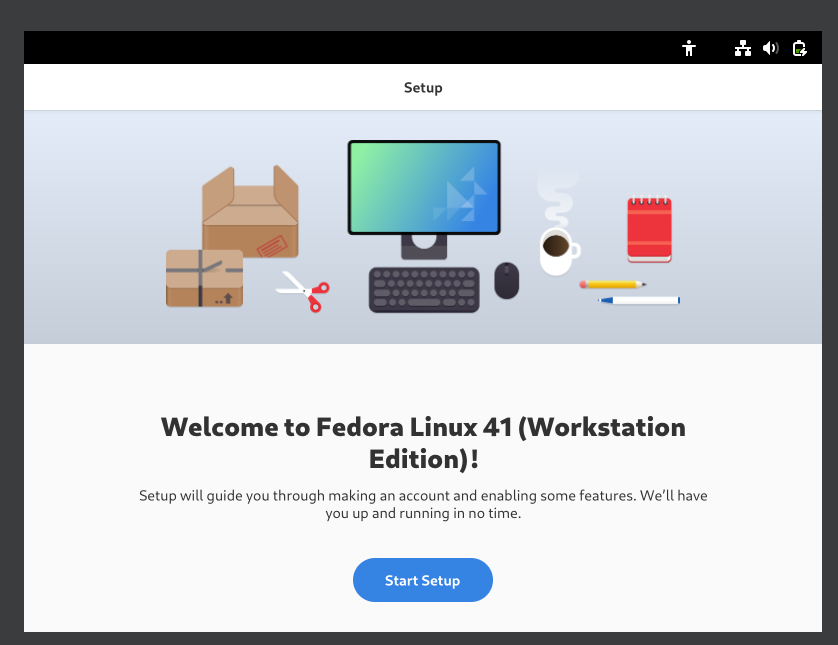 Setup
Welcome to Fedora Linux 41 (Workstation
Edition)!
Setup will guide you through making an account and enabling some features. We’ll have
you up and running in no time.
Start Setup